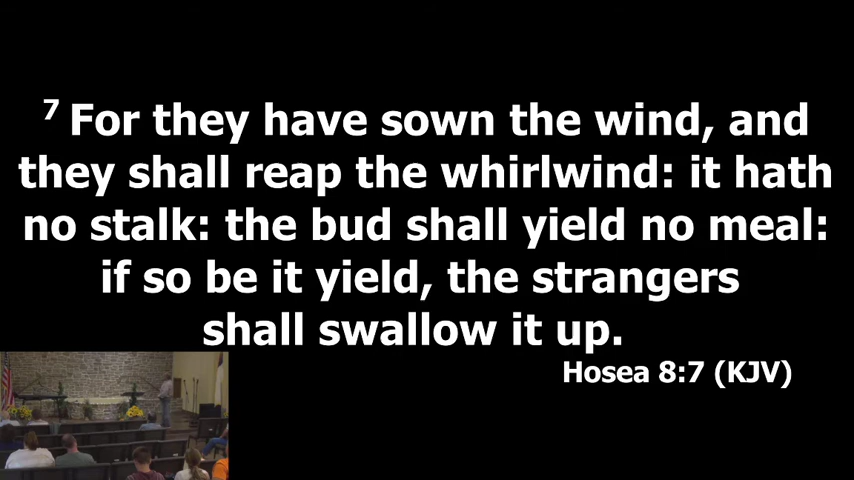 7 For they have sown the wind, and
they shall reap the whirlwind: it hath
no stalk: the bud shall yield no meal:
if so be it yield, the strangers
shall swallow it up.
Hosea 8:7 (KJV)